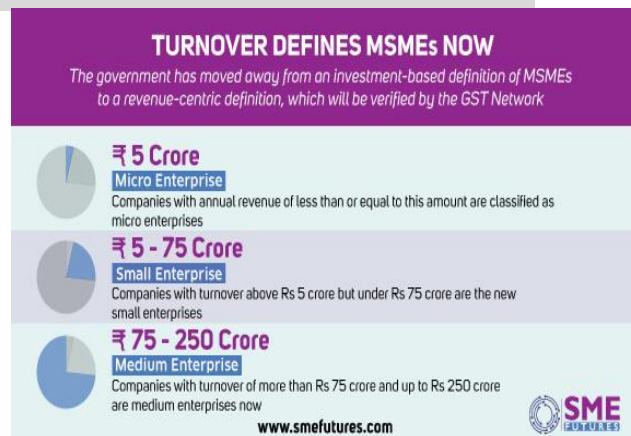 TURNOVER DEFINES MSMEs NOW
The government has moved away from an investment-based definition of MSMEs
to a revenue-centric definition, which will be verified by the GST Network
₹ 5 Crore
Micro Enterprise
Companies with annual revenue of less than or equal to this amount are classified as
micro enterprises
₹ 5 - 75 Crore
Small Enterprise
Companies with turnover above Rs 5 crore but under Rs 75 crore are the new
small enterprises
₹ 75 - 250 Crore
Medium Enterprise
Companies with turnover of more than Rs 75 crore and up to Rs 250 crore
are medium enterprises now
www.smefutures.com
SME
FUTURES